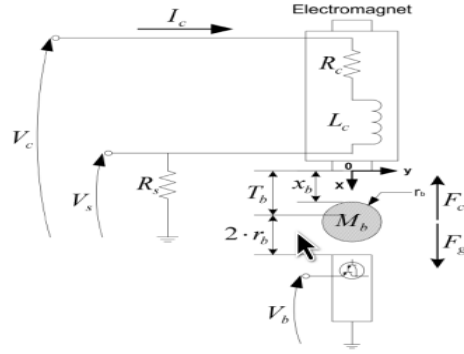 Electromagnet
I_c
R_c
L_c
V_c
0
y
x
V_s
R_s
T_b
x_b
r_b
F_c
M_b
2 · r_b
F_g
V_b